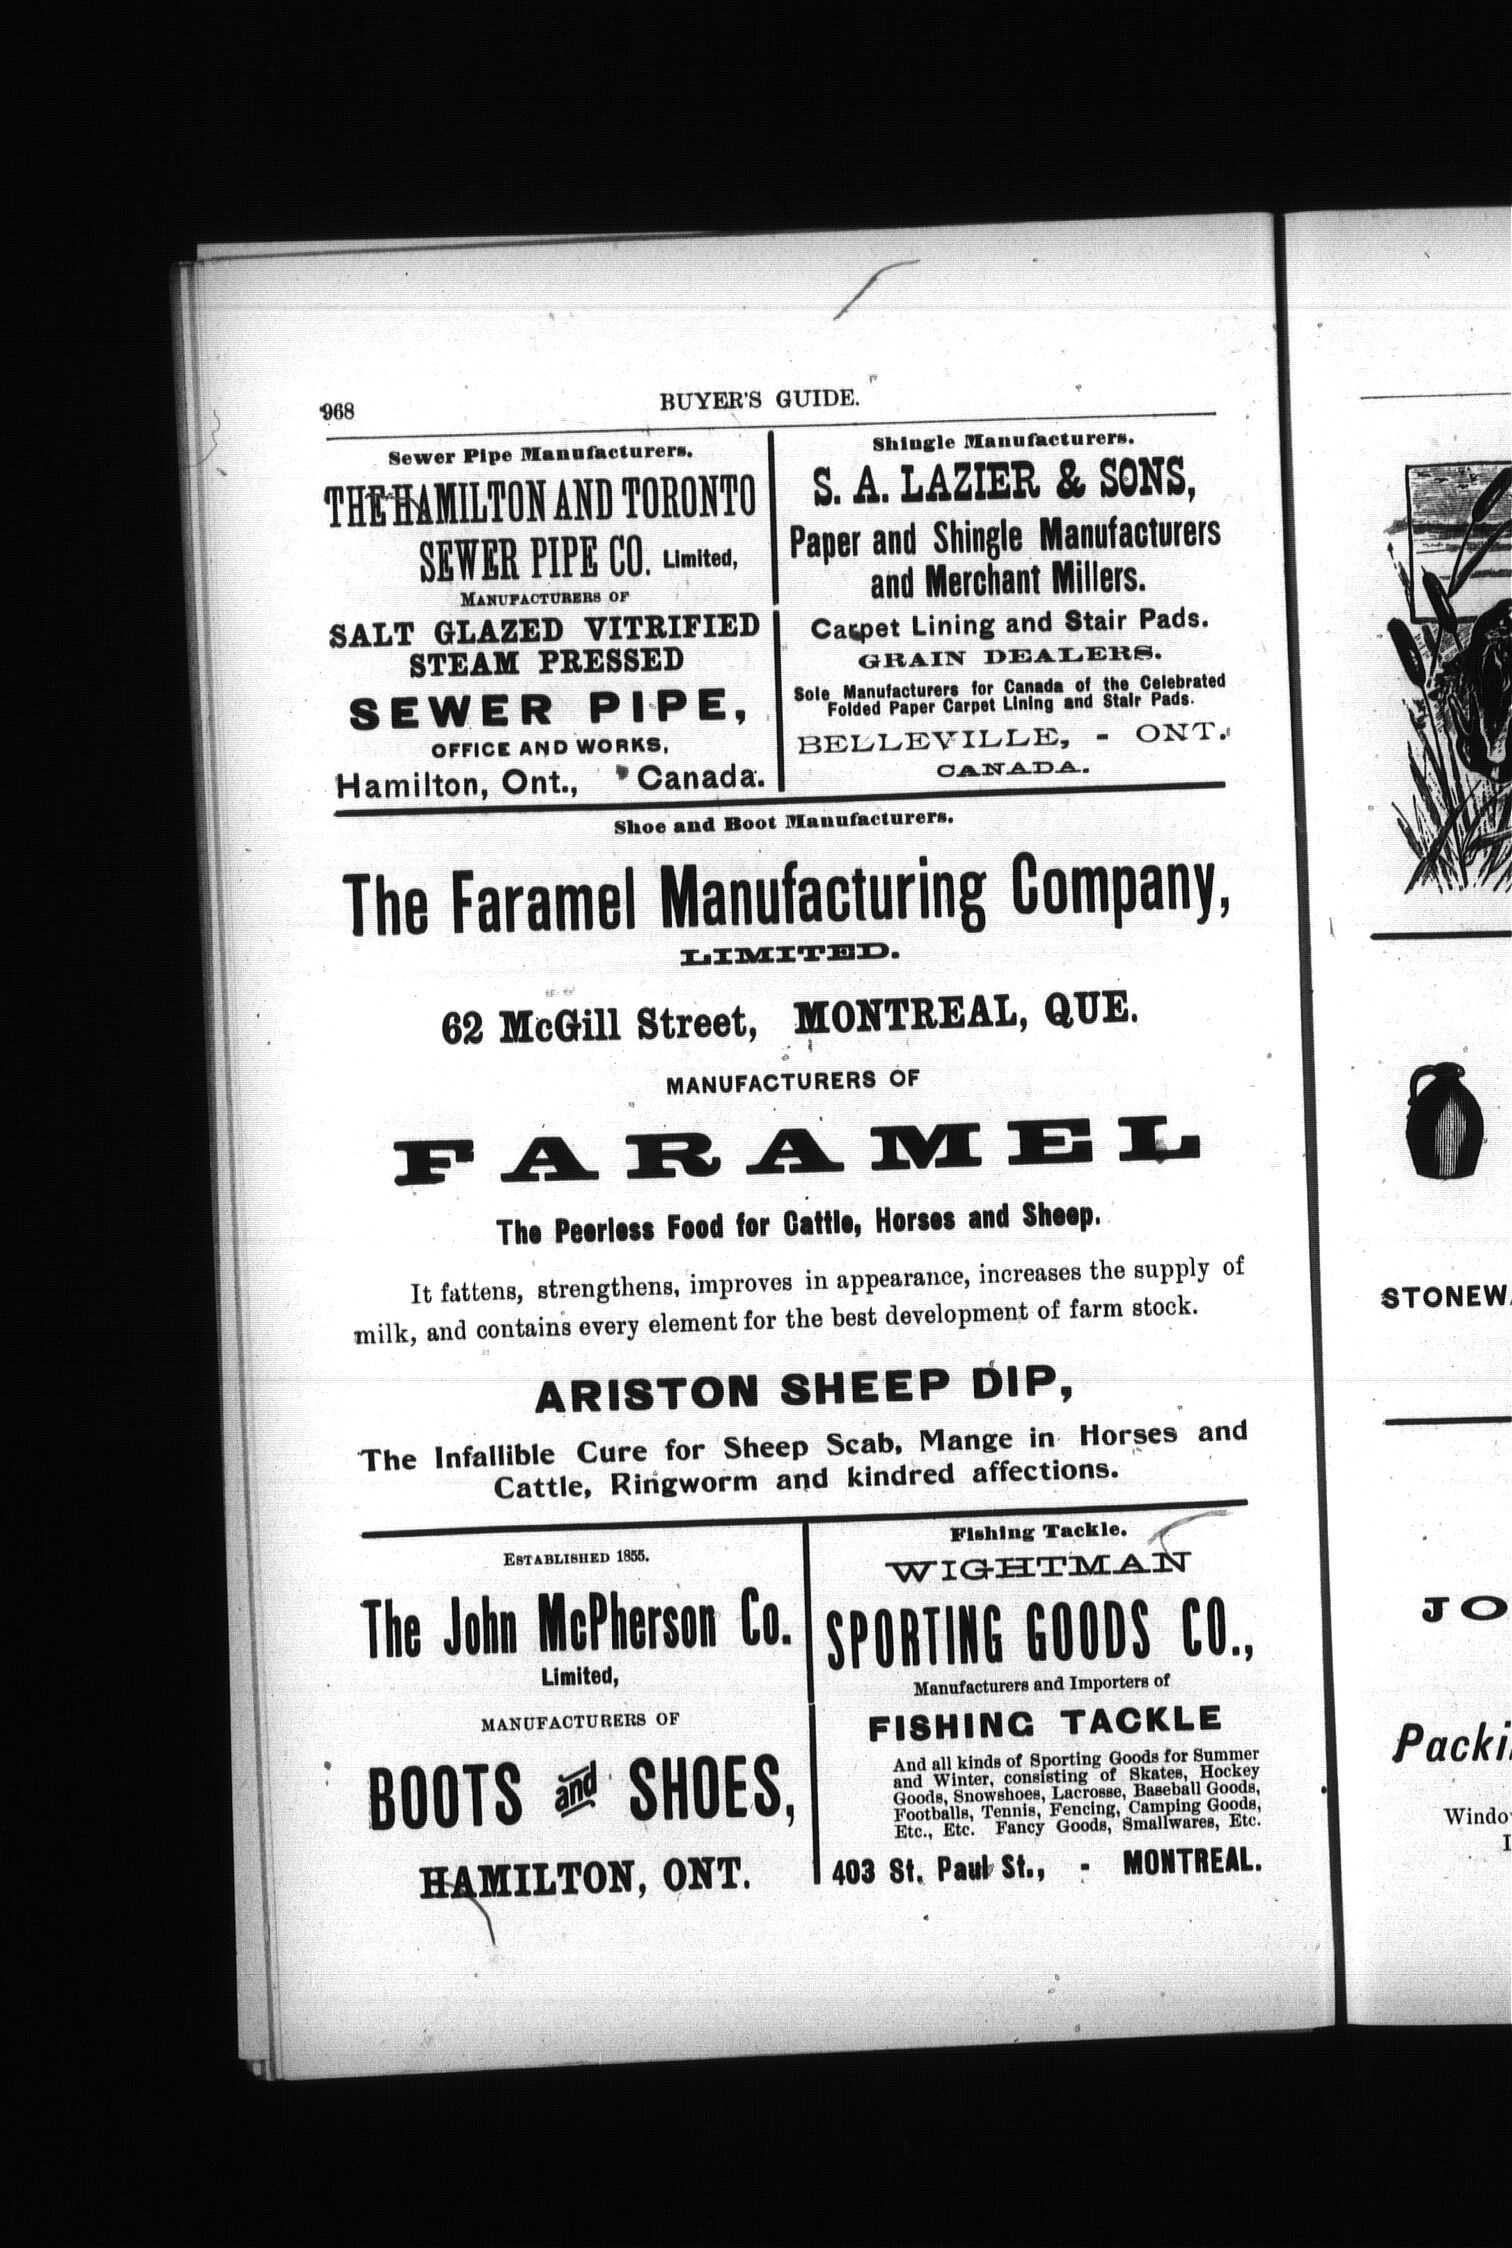 968
BUYER'S GUIDE.
Sewer Pipe Manufacturers.
THE HAMILTON AND TORONTO
SEWER PIPE CO. Limited,
MANUFACTURERS OF
SALT GLAZED VITRIFIED
STEAM PRESSED
SEWER PIPE,
OFFICE AND WORKS,
Hamilton, Ont., Canada.
Shingle Manufacturers.
S. A. LAZIER & SONS,
Paper and Shingle Manufacturers
and Merchant Millers.
Carpet Lining and Stair Pads.
GRAIN DEALERS.
Sole Manufacturers for Canada of the Celebrated
Folded Paper Carpet Lining and Stair Pads.
BELLEVILLE, - ONT.
CANADA.
Shoe and Boot Manufacturers.
The Faramel Manufacturing Company,
LIMITED.
62 McGill Street, MONTREAL, QUE.
MANUFACTURERS OF
FARAMEL
The Peerless Food for Cattle, Horses and Sheep.
It fattens, strengthens, improves in appearance, increases the supply of
milk, and contains every element for the best development of farm stock.
ARISTON SHEEP DIP,
The Infallible Cure for Sheep Scab, Mange in Horses and
Cattle, Ringworm and kindred affections.
ESTABLISHED 1855.
The John McPherson Co.
Limited,
MANUFACTURERS OF
BOOTS and SHOES,
HAMILTON, ONT.
Fishing Tackle.
WIGHTMAN
SPORTING GOODS CO.,
Manufacturers and Importers of
FISHING TACKLE
And all kinds of Sporting Goods for Summer
and Winter, consisting of Skates, Hockey
Goods, Snowshoes, Lacrosse, Baseball Goods,
Footballs, Tennis, Fencing, Camping Goods,
Etc., Etc. Fancy Goods, Smallwares, Etc.
403 St. Paul St., - MONTREAL.
STONEW
JO
Packi
Windo